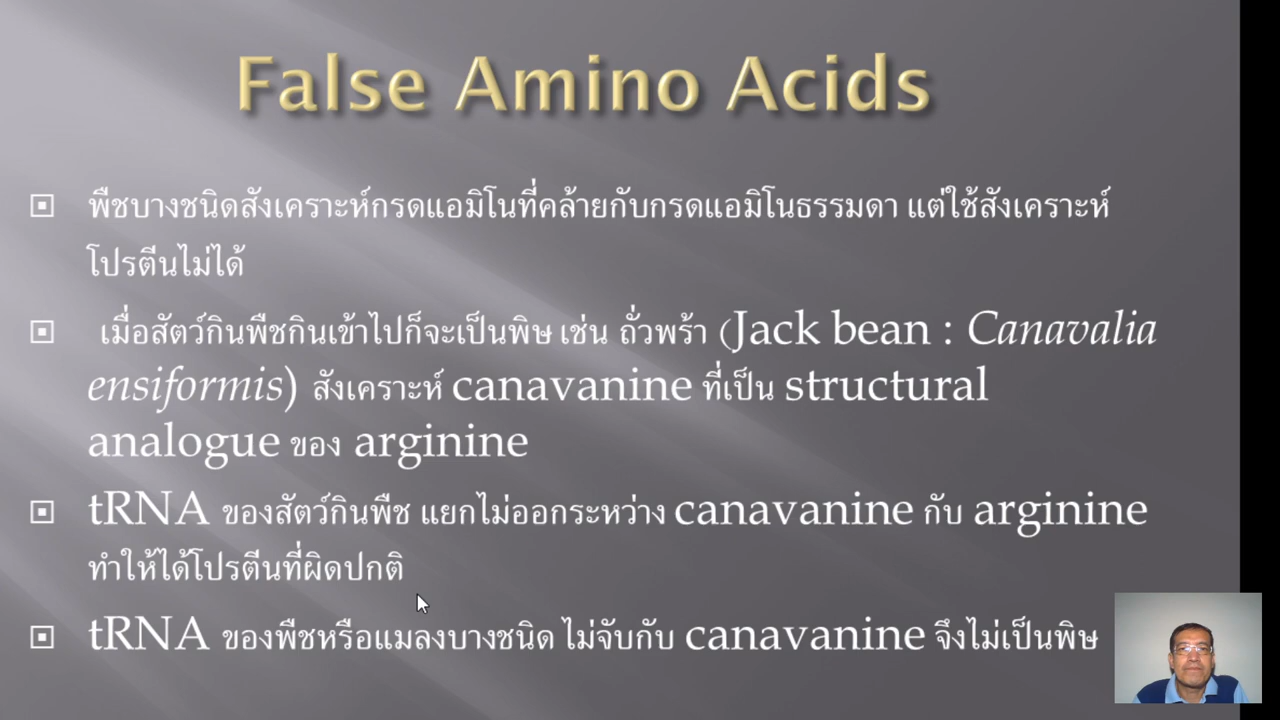 False Amino Acids
พืชบางชนิดสังเคราะห์กรดแอมิโนที่คล้ายกับกรดแอมิโนธรรมดา แต่ใช้สังเคราะห์
โปรตีนไม่ได้
เมื่อสัตว์กินพืชกินเข้าไปก็จะเป็นพิษ เช่น ถั่วพร้า (Jack bean : Canavalia
ensiformis) สังเคราะห์ canavanine ที่เป็น structural
analogue ของ arginine
tRNA ของสัตว์กินพืช แยกไม่ออกระหว่าง canavanine กับ arginine
ทำให้ได้โปรตีนที่ผิดปกติ
tRNA ของพืชหรือแมลงบางชนิด ไม่จับกับ canavanine จึงไม่เป็นพิษ